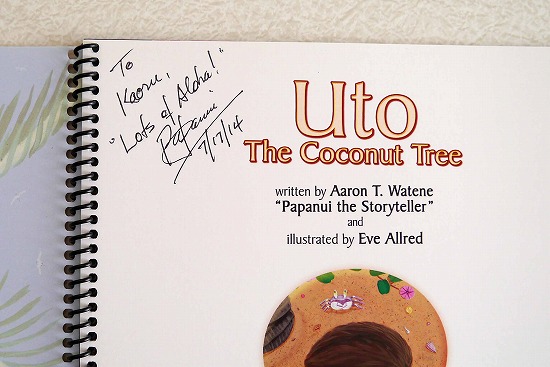 To
Kaoru,
"Lots of Aloha!"
Papanui
7/17/14
Uto
The Coconut Tree
written by Aaron T. Watene
"Papanui the Storyteller"
and
illustrated by Eve Allred